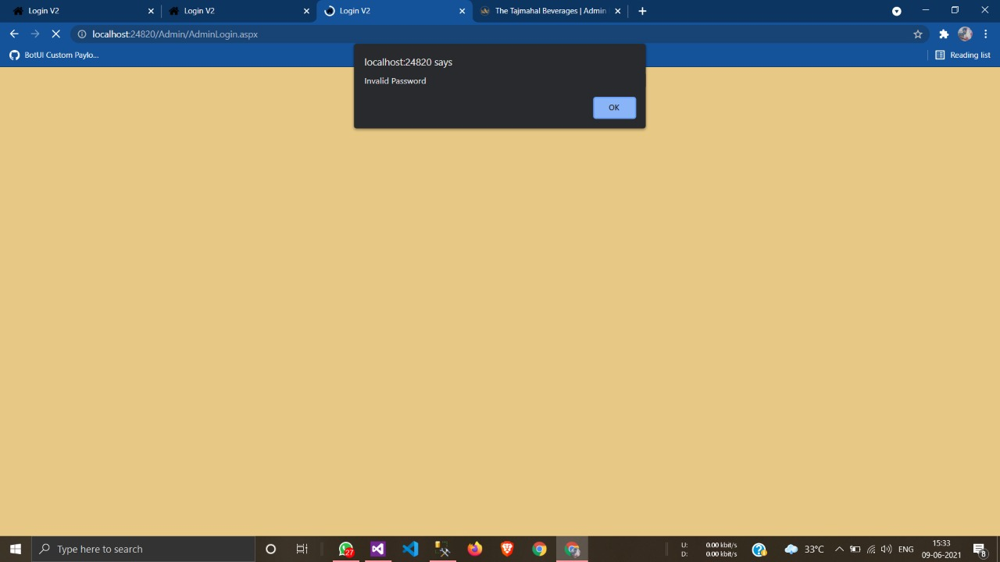 Login V2
Login V2
Login V2
The Tajmahal Beverages | Admin
localhost:24820/Admin/AdminLogin.aspx
BotUI Custom Paylo...
Reading list
localhost:24820 says
Invalid Password
OK
Type here to search
27
U: 0.00 kbit/s
D: 0.00 kbit/s
33°C
ENG
15:33
09-06-2021
8